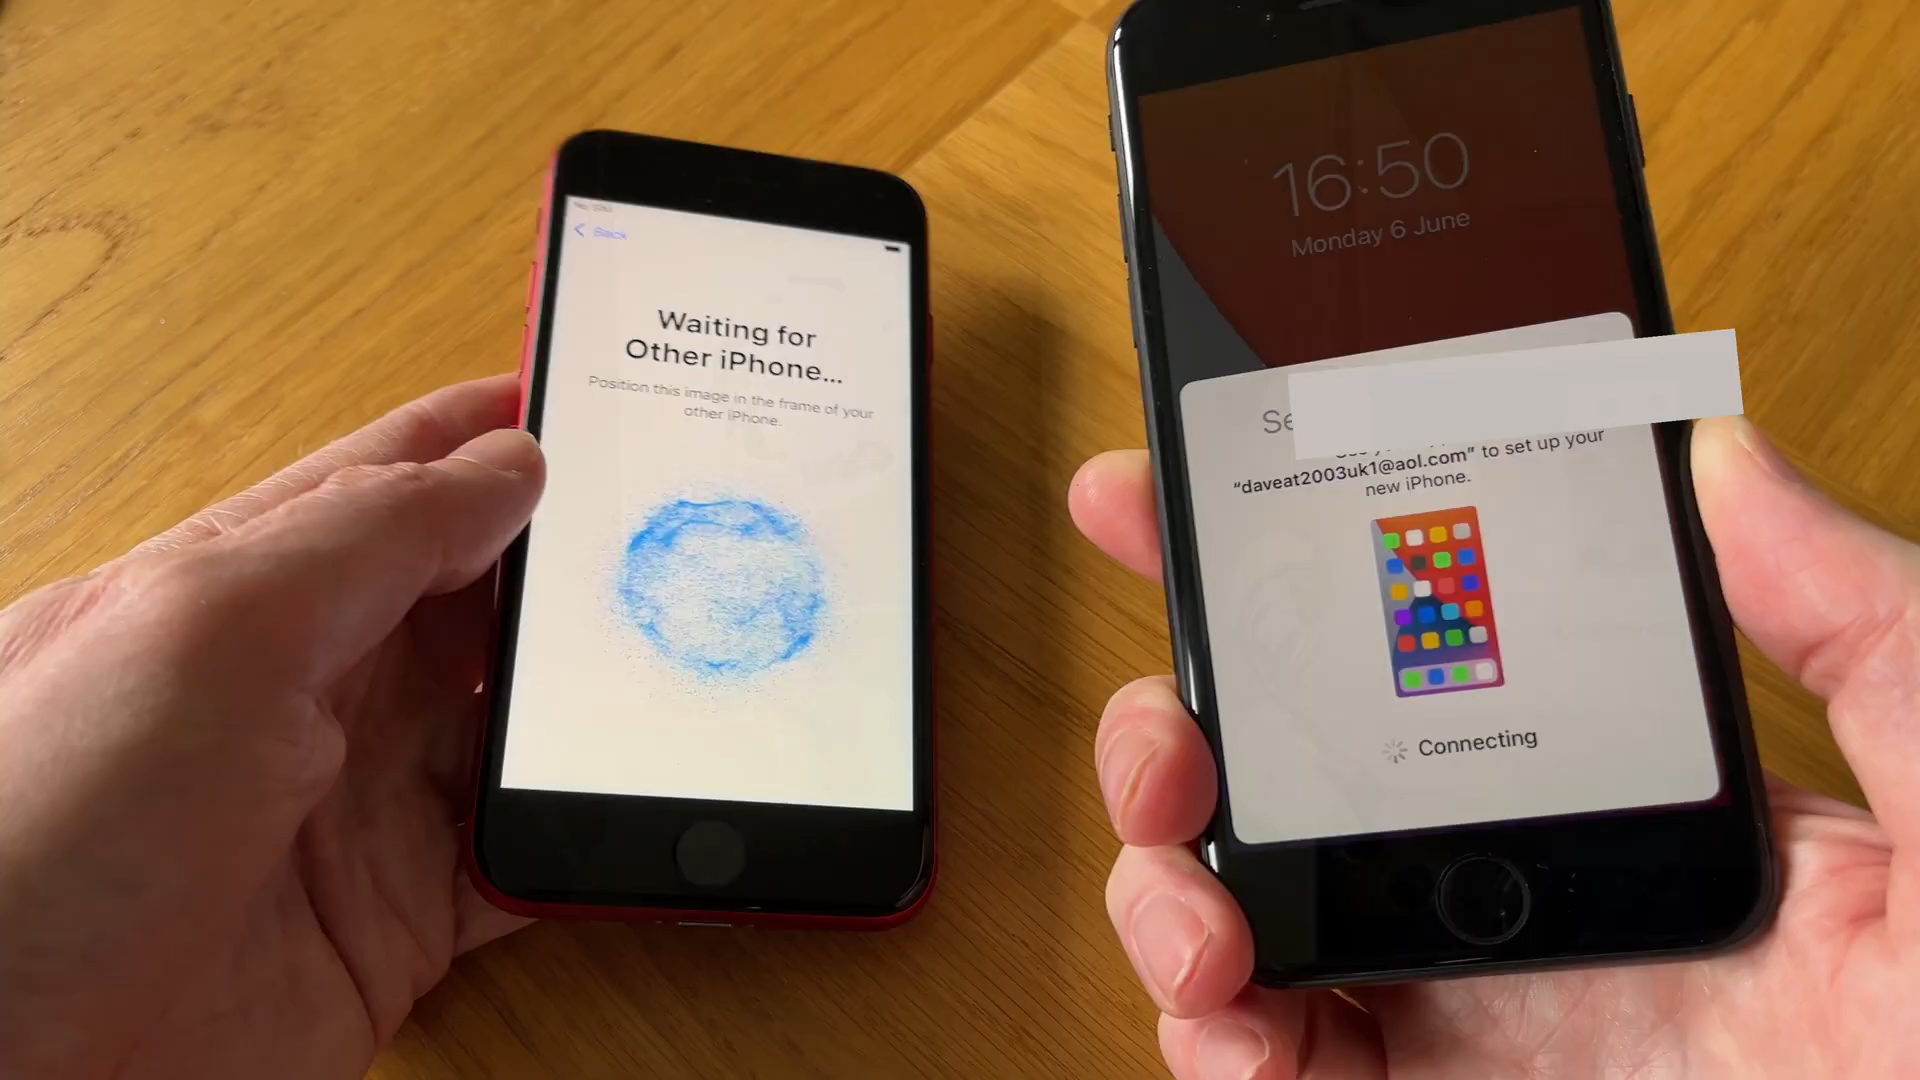 Back
Waiting for
Other iPhone...
Position this image in the frame of your
other iPhone.
16:50
Monday 6 June
"daveat2003uk1@aol.com" to set up your
new iPhone.
Connecting